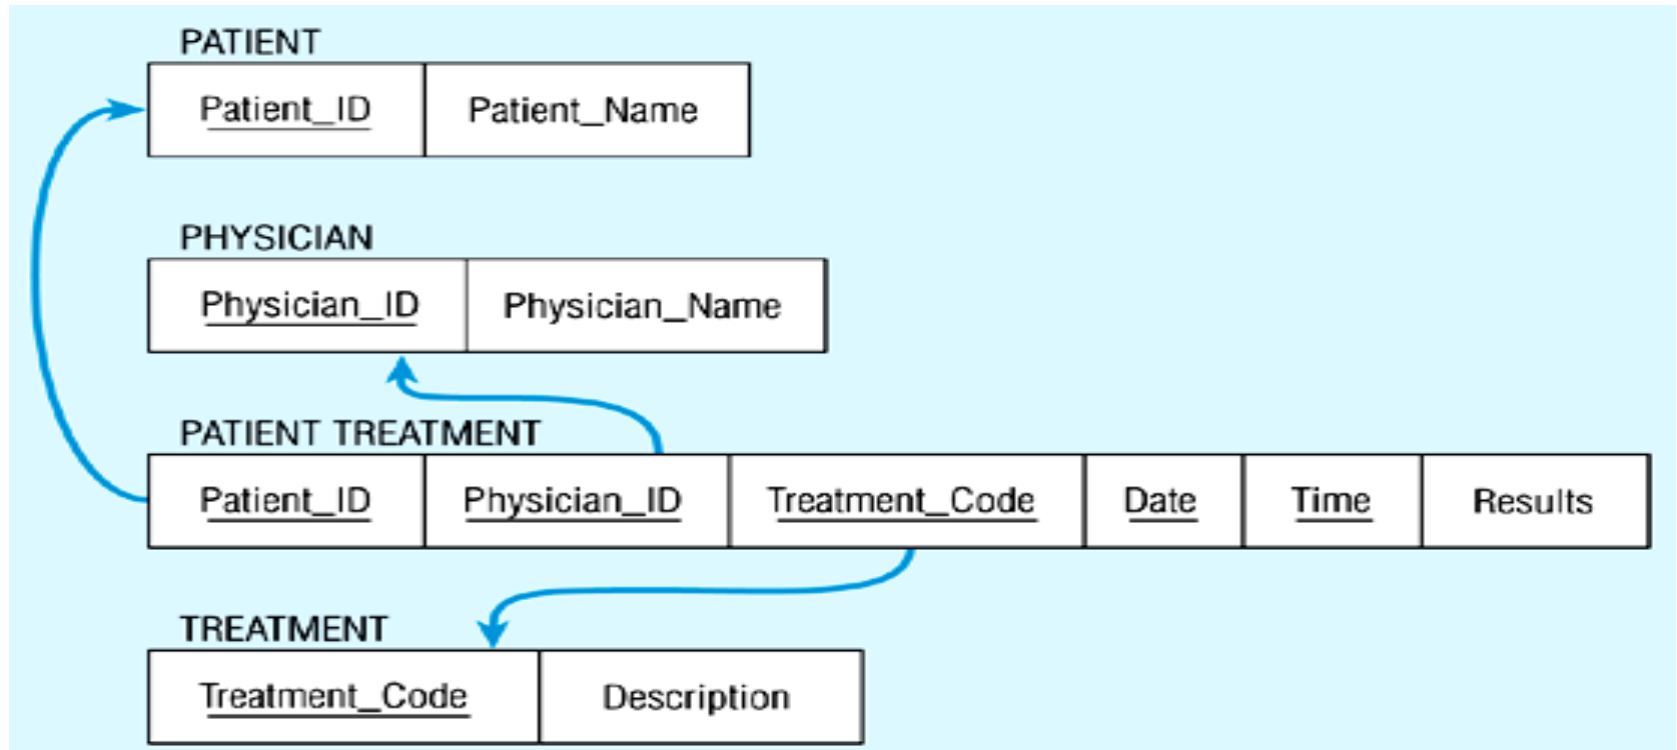 PATIENT
Patient_ID Patient_Name
PHYSICIAN
Physician_ID Physician_Name
PATIENT TREATMENT
Patient_ID Physician_ID Treatment_Code Date Time Results
TREATMENT
Treatment_Code Description